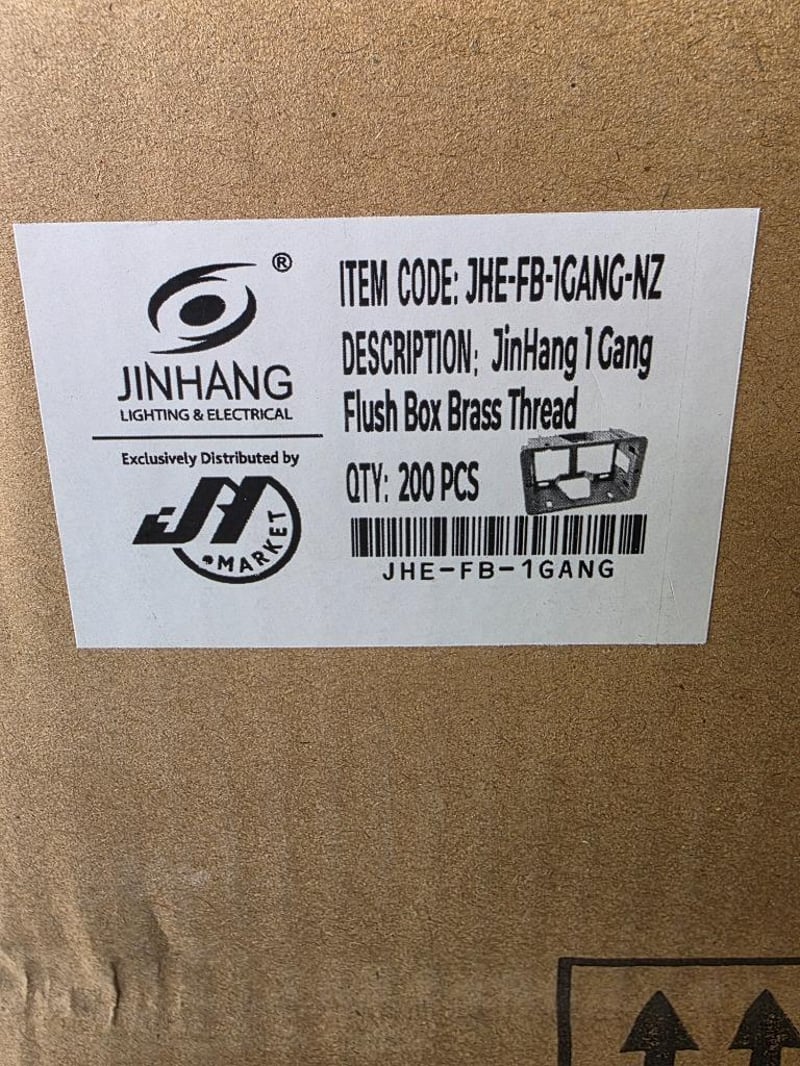 ®
JINHANG
LIGHTING & ELECTRICAL
Exclusively Distributed by
JH
MARKET
ITEM CODE: JHE-FB-1GANG-NZ
DESCRIPTION: JinHang 1 Gang
Flush Box Brass Thread
QTY: 200 PCS
JHE-FB-1GANG